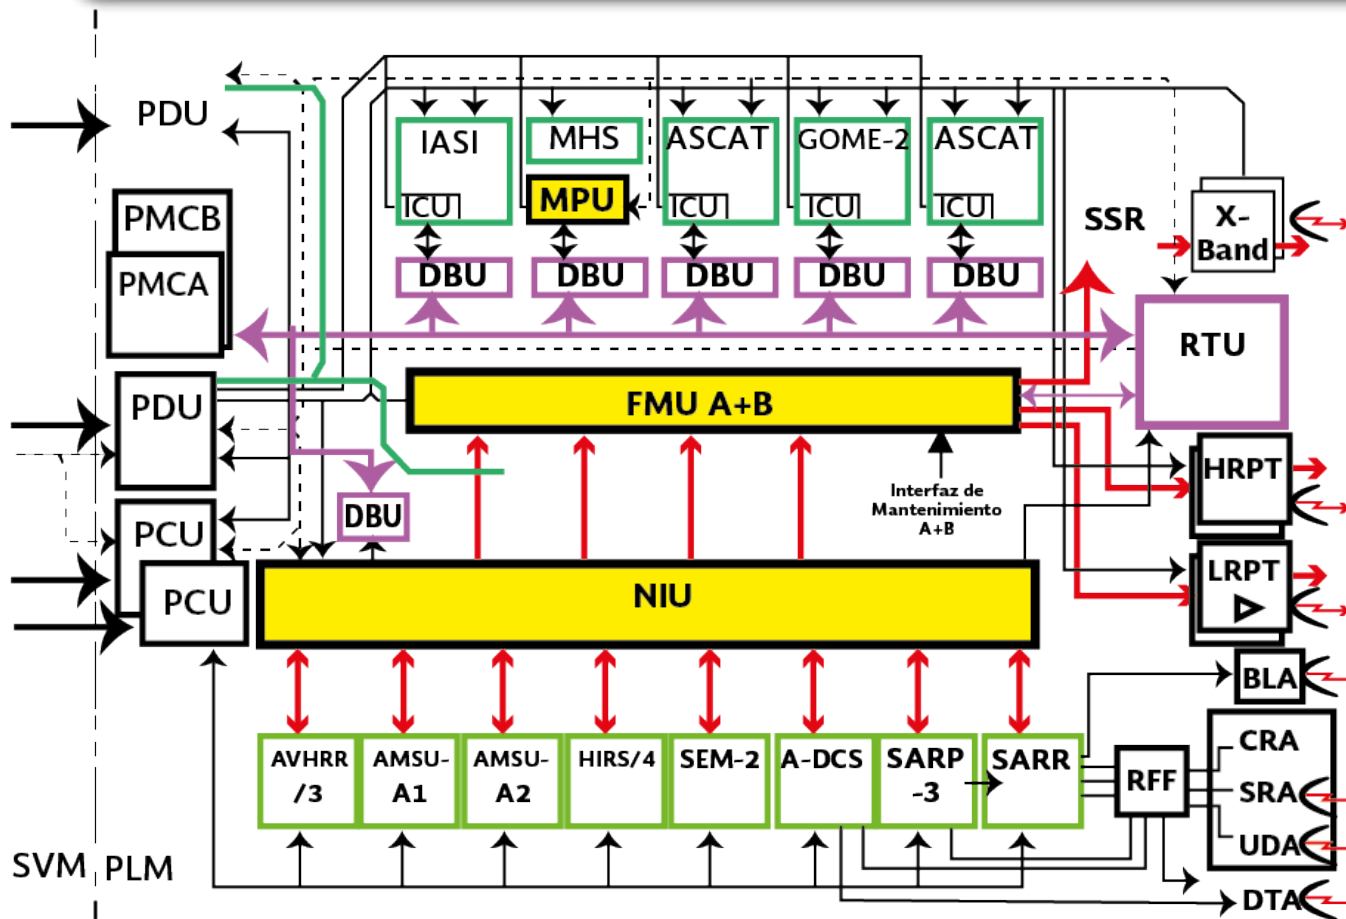 PDU
IASI
MHS
ASCAT
GOME-2
ASCAT
PMCB
ICU
MPU
ICU
ICU
ICU
SSR
X-
Band
PMCA
DBU
DBU
DBU
DBU
DBU
RTU
PDU
FMU A+B
HRPT
Interfaz de
Mantenimiento
A+B
DBU
PCU
LRPT
PCU
NIU
BLA
AVHRR
/3
AMSU-
A1
AMSU-
A2
HIRS/4
SEM-2
A-DCS
SARP
-3
SARR
RFF
CRA
SRA
UDA
SVM
PLM
DTA